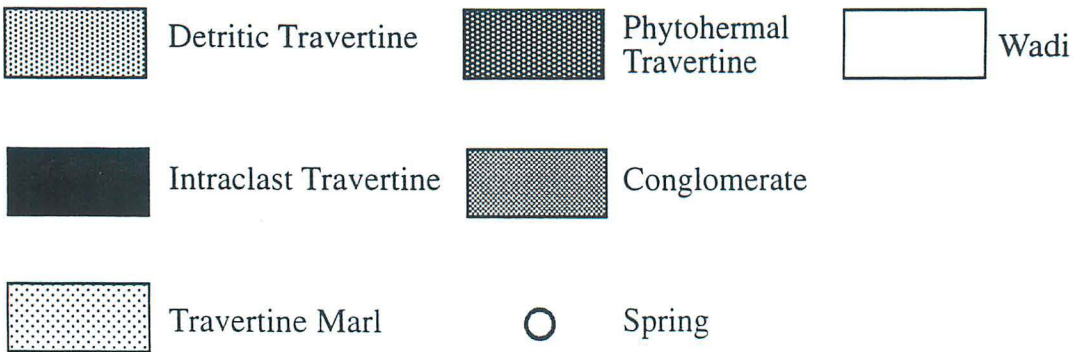 Detritic Travertine
Phytohermal
Travertine
Wadi
Intraclast Travertine
Conglomerate
Travertine Marl
Spring